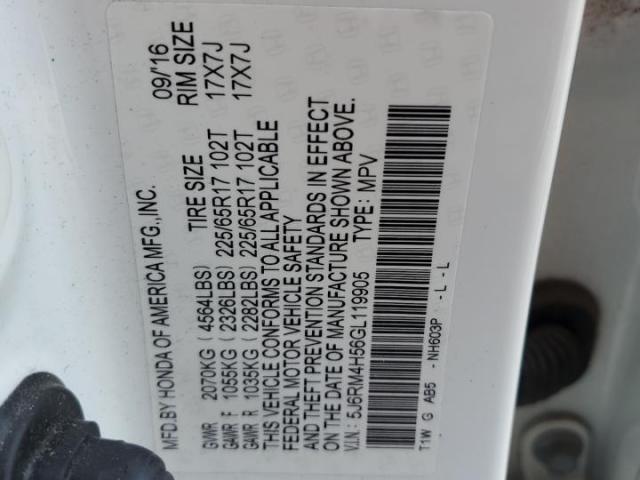 MFD.BY HONDA OF AMERICA MFG.,INC. 09/16
TIRE SIZE RIM SIZE
GVWR 2070KG (4564LBS)
GAWR F 1055KG (2326LBS) 225/65R17 102T 17X7J
GAWR R 1035KG (2282LBS) 225/65R17 102T 17X7J
THIS VEHICLE CONFORMS TO ALL APPLICABLE
FEDERAL MOTOR VEHICLE SAFETY
AND THEFT PREVENTION STANDARDS IN EFFECT
ON THE DATE OF MANUFACTURE SHOWN ABOVE.
V.I.N.: 5J6RM4H56GL119905 TYPE: MPV
T1W G AB5 - NH603P - L - L